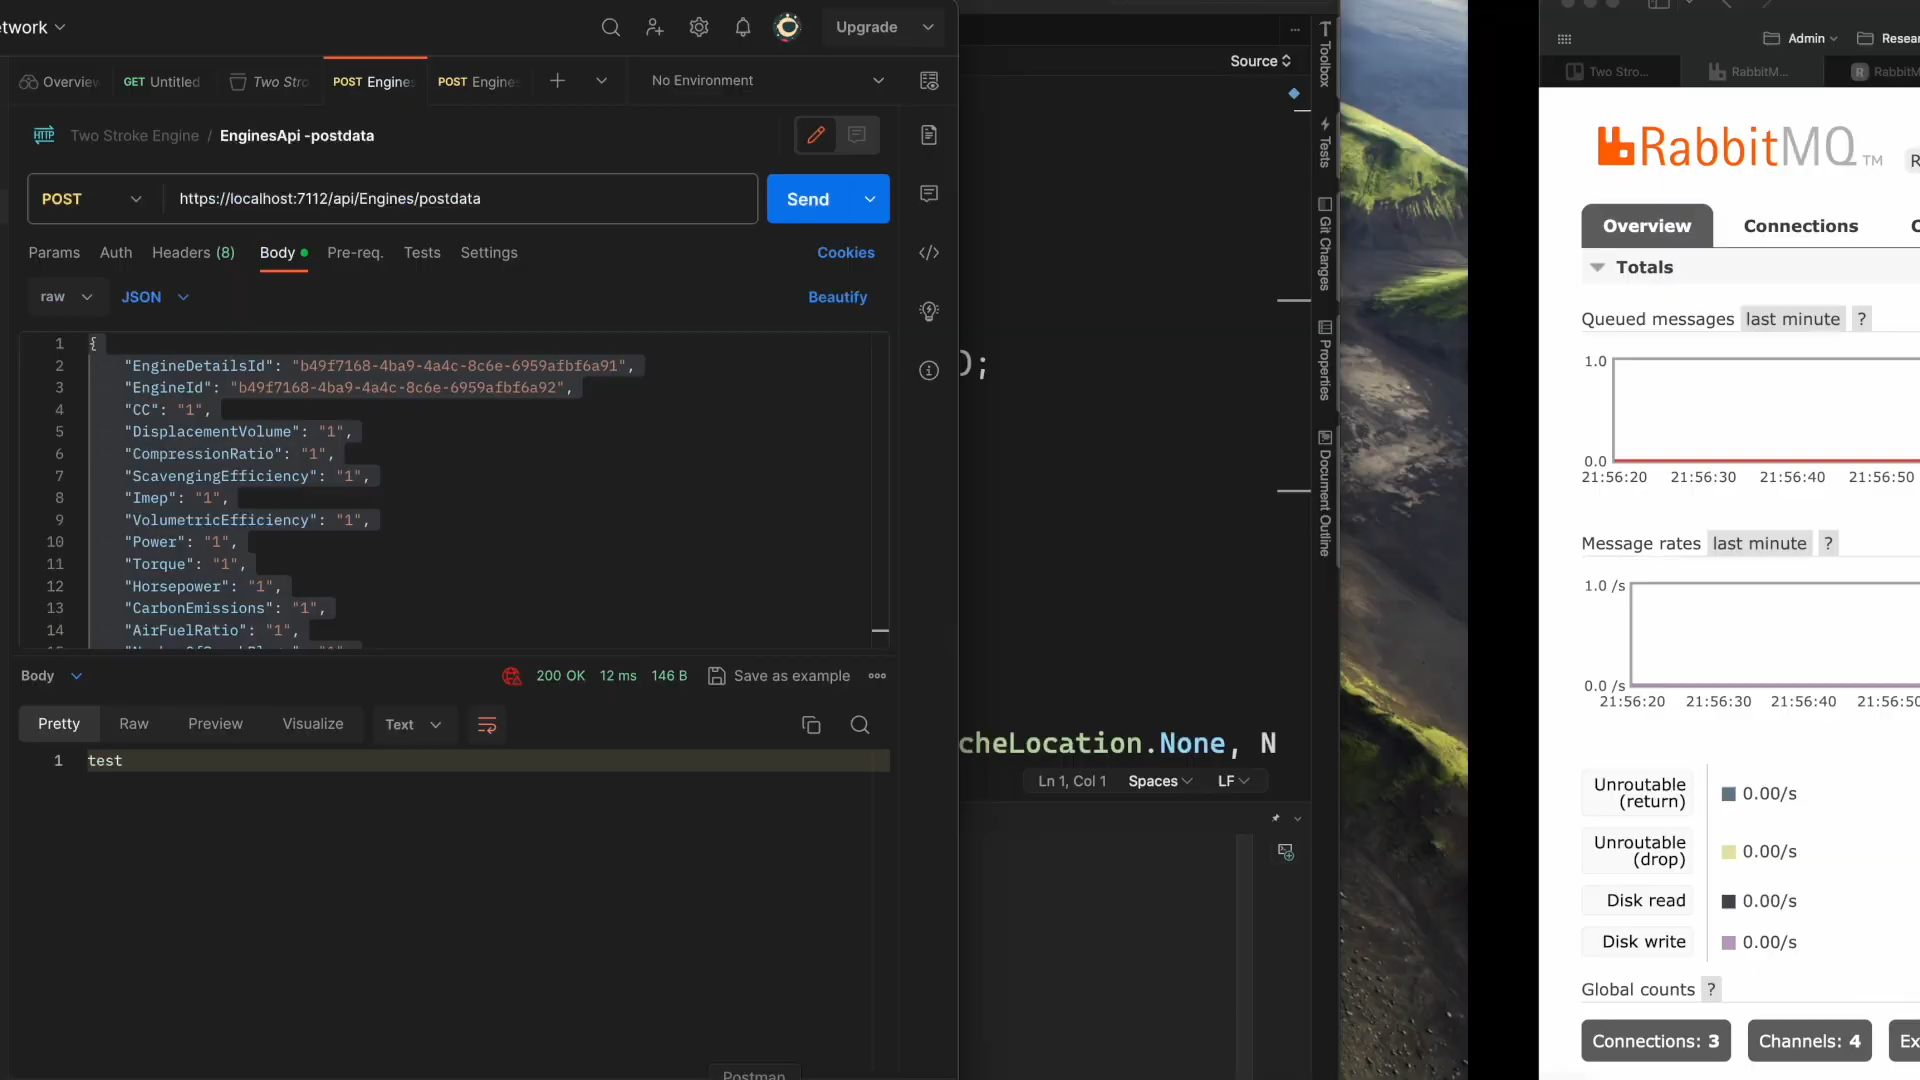 etwork
Upgrade
Overview
GET Untitled
Two Stro
POST Engines
POST Engine
No Environment
HTTP
Two Stroke Engine / EnginesApi -postdata
POST
https://localhost:7112/api/Engines/postdata
Send
Params
Auth
Headers (8)
Body
Pre-req.
Tests
Settings
Cookies
raw
JSON
Beautify
1 {
2 "EngineDetailsId": "b49f7168-4ba9-4a4c-8c6e-6959afbf6a91",
3 "EngineId": "b49f7168-4ba9-4a4c-8c6e-6959afbf6a92",
4 "CC": "1",
5 "DisplacementVolume": "1",
6 "CompressionRatio": "1",
7 "ScavengingEfficiency": "1",
8 "Imep": "1",
9 "VolumetricEfficiency": "1",
10 "Power": "1",
11 "Torque": "1",
12 "Horsepower": "1",
13 "CarbonEmissions": "1",
14 "AirFuelRatio": "1",
Body
200 OK
12 ms
146 B
Save as example
Pretty
Raw
Preview
Visualize
Text
1 test
Postman
Source
);
cheLocation.None, N
Ln 1, Col 1
Spaces
LF
Toolbox
Tests
Git Changes
Properties
Document Outline
Admin
Resear
Two Stro...
RabbitM...
RabbitM
RabbitMQ TM
R
Overview
Connections
C
Totals
Queued messages last minute ?
1.0
0.0
21:56:20
21:56:30
21:56:40
21:56:50
Message rates last minute ?
1.0 /s
0.0 /s
21:56:20
21:56:30
21:56:40
21:56:50
Unroutable
(return)
0.00/s
Unroutable
(drop)
0.00/s
Disk read
0.00/s
Disk write
0.00/s
Global counts ?
Connections: 3
Channels: 4
Ex